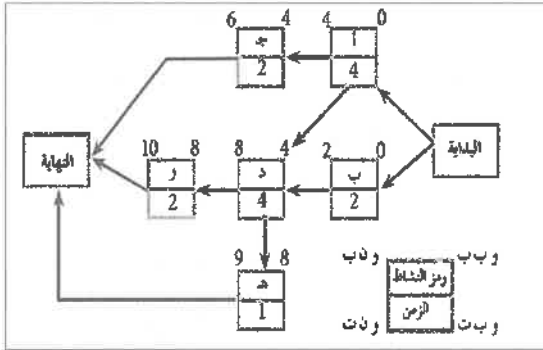 0 4 4 6
أ جـ
4 2
البداية
النهاية
0 2 4 8 8 10
ب د و
2 4 2
8 9
هـ
1
و ب ب و ن ب
رمز النشاط
الزمن
و ب ت و ن ت